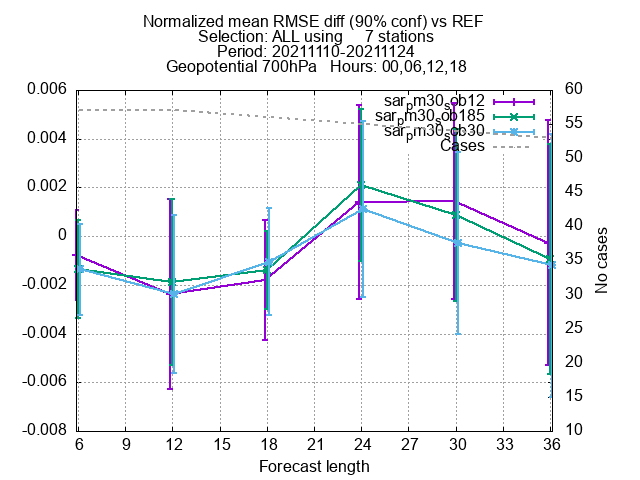 Normalized mean RMSE diff (90% conf) vs REF
Selection: ALL using     7 stations
Period: 20211110-20211124
Geopotential 700hPa   Hours: 00,06,12,18
0.006
0.004
0.002
0
-0.002
-0.004
-0.006
-0.008
60
55
50
45
40
35
30
25
20
15
10
sarpm30sob12
sarpm30sob185
sarpm30sob30
Cases
No cases
6 9 12 15 18 21 24 27 30 33 36
Forecast length